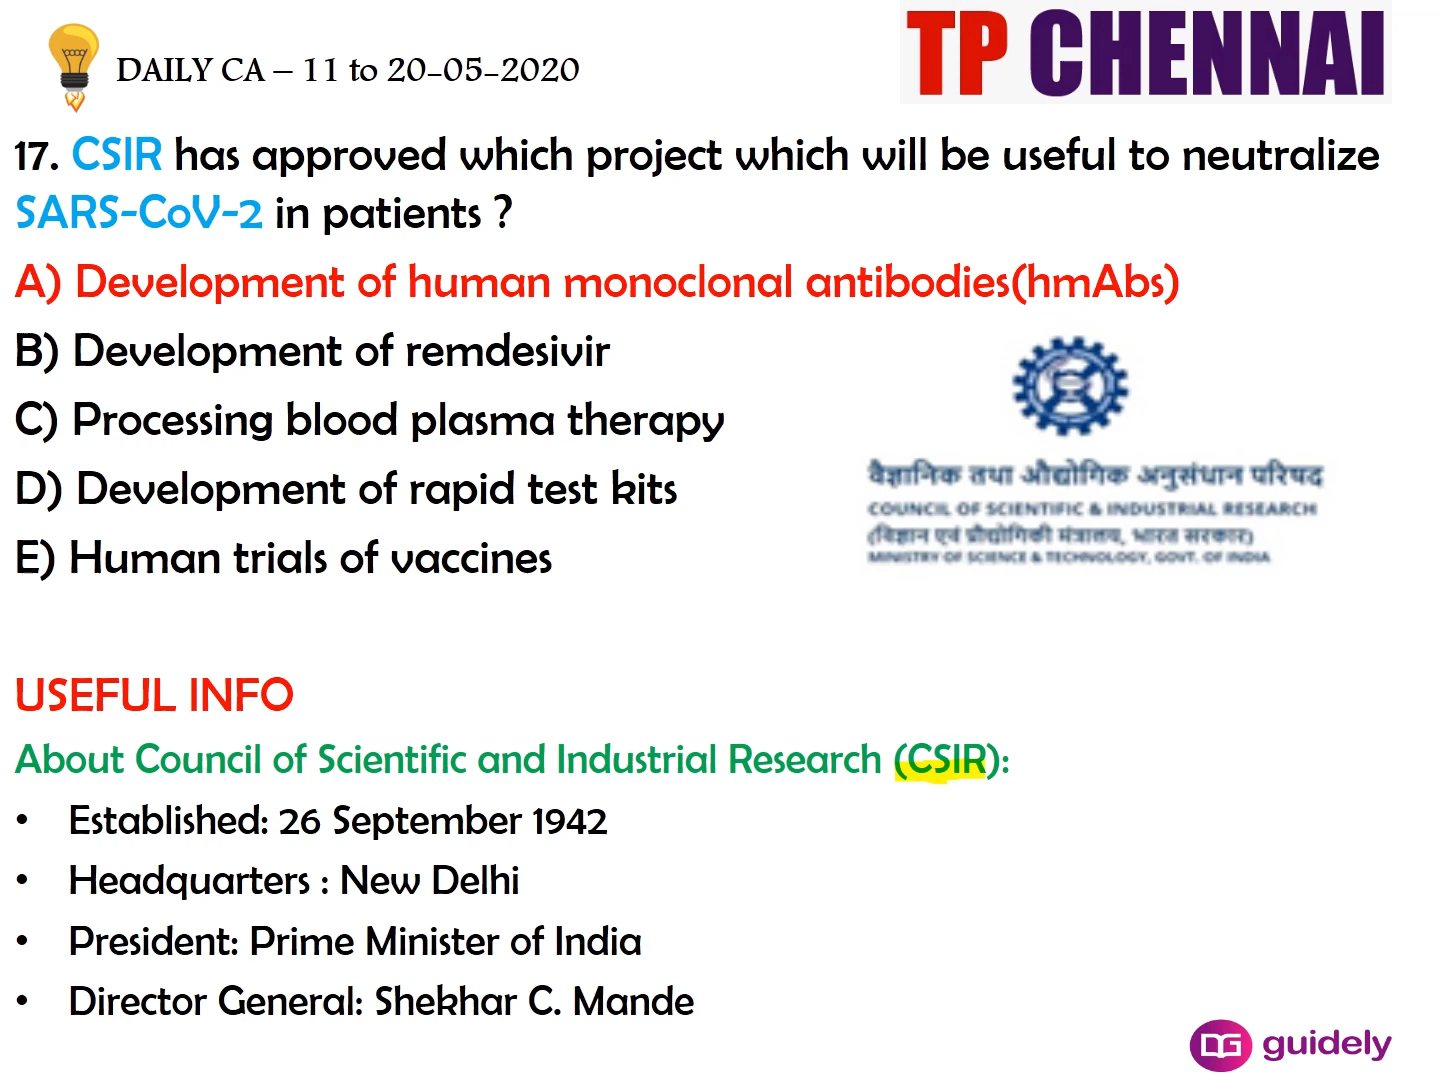 DAILY CA – 11 to 20-05-2020
TP CHENNAI
17. CSIR has approved which project which will be useful to neutralize
SARS-CoV-2 in patients ?
A) Development of human monoclonal antibodies(hmAbs)
B) Development of remdesivir
C) Processing blood plasma therapy
D) Development of rapid test kits
E) Human trials of vaccines
वैज्ञानिक तथा औद्योगिक अनुसंधान परिषद
COUNCIL OF SCIENTIFIC & INDUSTRIAL RESEARCH
(विज्ञान एवं प्रौद्योगिकी मंत्रालय, भारत सरकार)
MINISTRY OF SCIENCE & TECHNOLOGY, GOVT. OF INDIA
USEFUL INFO
About Council of Scientific and Industrial Research (CSIR):
• Established: 26 September 1942
• Headquarters : New Delhi
• President: Prime Minister of India
• Director General: Shekhar C. Mande
DG guidely